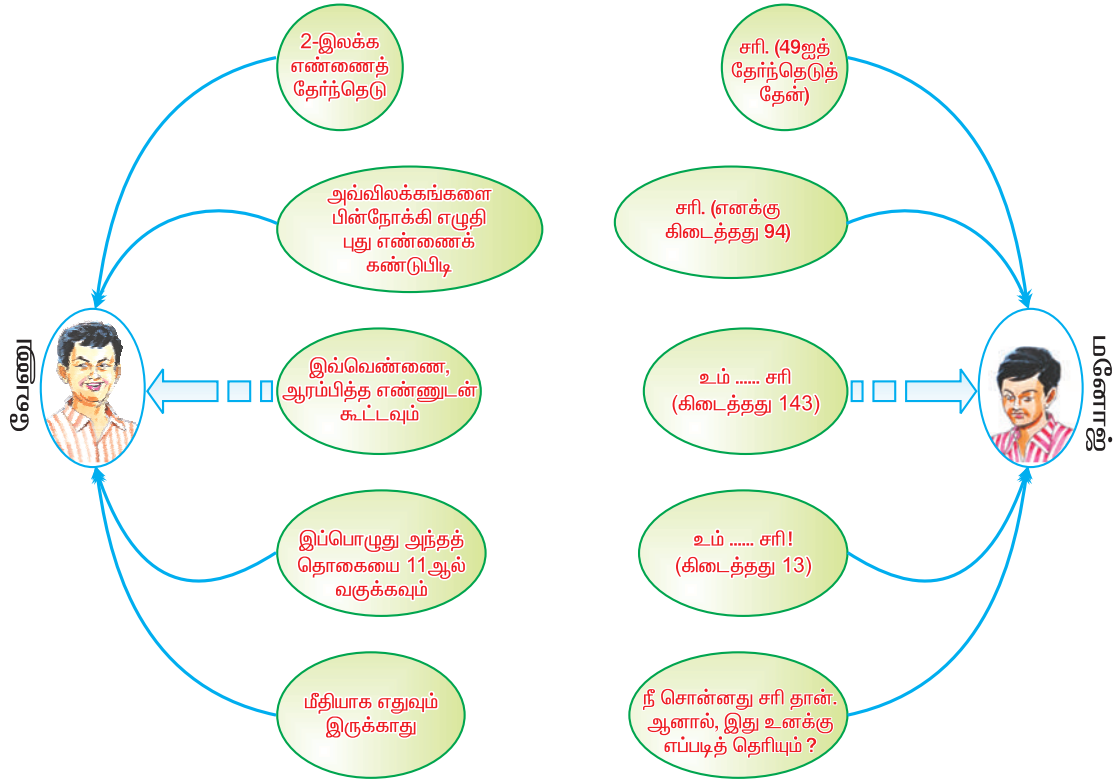 2-இலக்க
எண்ணைத்
தேர்ந்தெடு
சரி. (49ஐத்
தேர்ந்தெடுத்
தேன்)
அவ்விலக்கங்களை
பின்நோக்கி எழுதி
புது எண்ணைக்
கண்டுபிடி
சரி. (எனக்கு
கிடைத்தது 94)
வேணு
இவ்வெண்ணை,
ஆரம்பித்த எண்ணுடன்
கூட்டவும்
உம் ...... சரி
(கிடைத்தது 143)
மனோஜ்
இப்பொழுது அந்தத்
தொகையை 11ஆல்
வகுக்கவும்
உம் ...... சரி!
(கிடைத்தது 13)
மீதியாக எதுவும்
இருக்காது
நீ சொன்னது சரி தான்.
ஆனால், இது உனக்கு
எப்படித் தெரியும் ?